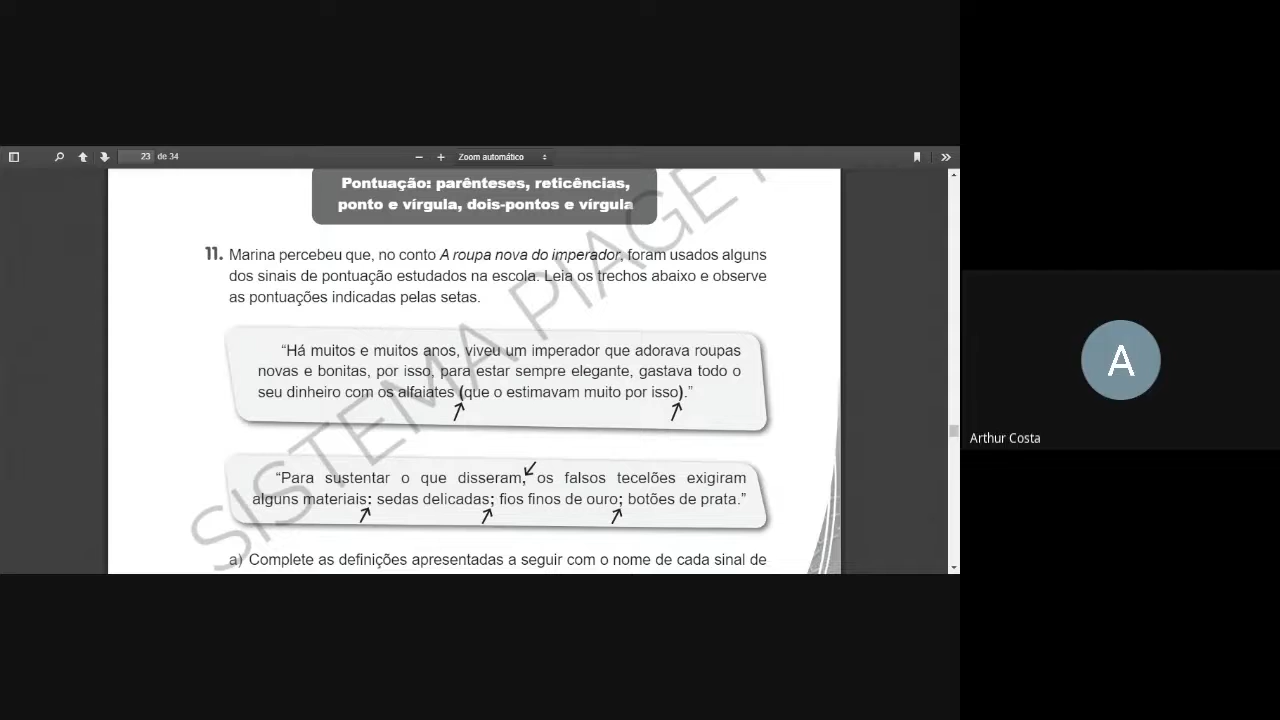 23 de 34
Zoom automático
Pontuação: parênteses, reticências,
ponto e vírgula, dois-pontos e vírgula
11. Marina percebeu que, no conto A roupa nova do imperador, foram usados alguns
dos sinais de pontuação estudados na escola. Leia os trechos abaixo e observe
as pontuações indicadas pelas setas.
“Há muitos e muitos anos, viveu um imperador que adorava roupas
novas e bonitas, por isso, para estar sempre elegante, gastava todo o
seu dinheiro com os alfaiates (que o estimavam muito por isso).”
“Para sustentar o que disseram, os falsos tecelões exigiram
alguns materiais: sedas delicadas; fios finos de ouro; botões de prata.”
a) Complete as definições apresentadas a seguir com o nome de cada sinal de
SISTEMA PIAGET
A
Arthur Costa